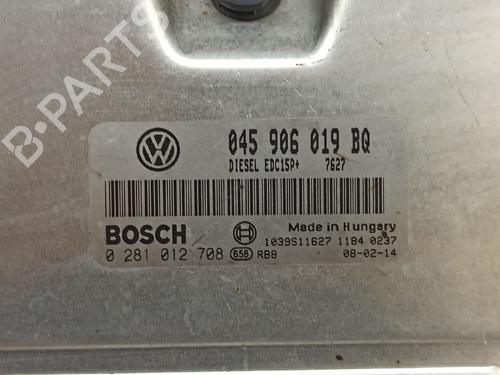 B-PARTS
045 906 019 BQ
DIESEL EDC15P+ 7627
BOSCH
Made in Hungary
1039S11627 1184 0237
0 281 012 708 65B RB8 08-02-14